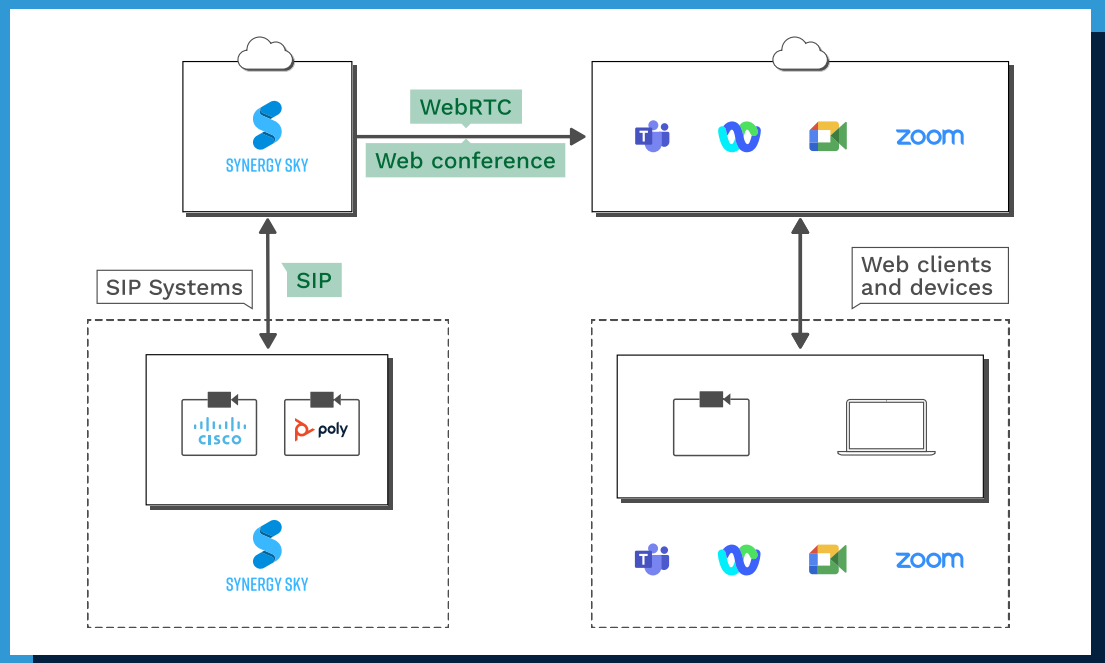 WebRTC
Web conference
SYNERGY SKY
T
zoom
SIP Systems
SIP
Web clients
and devices
CISCO
poly
SYNERGY SKY
T
zoom